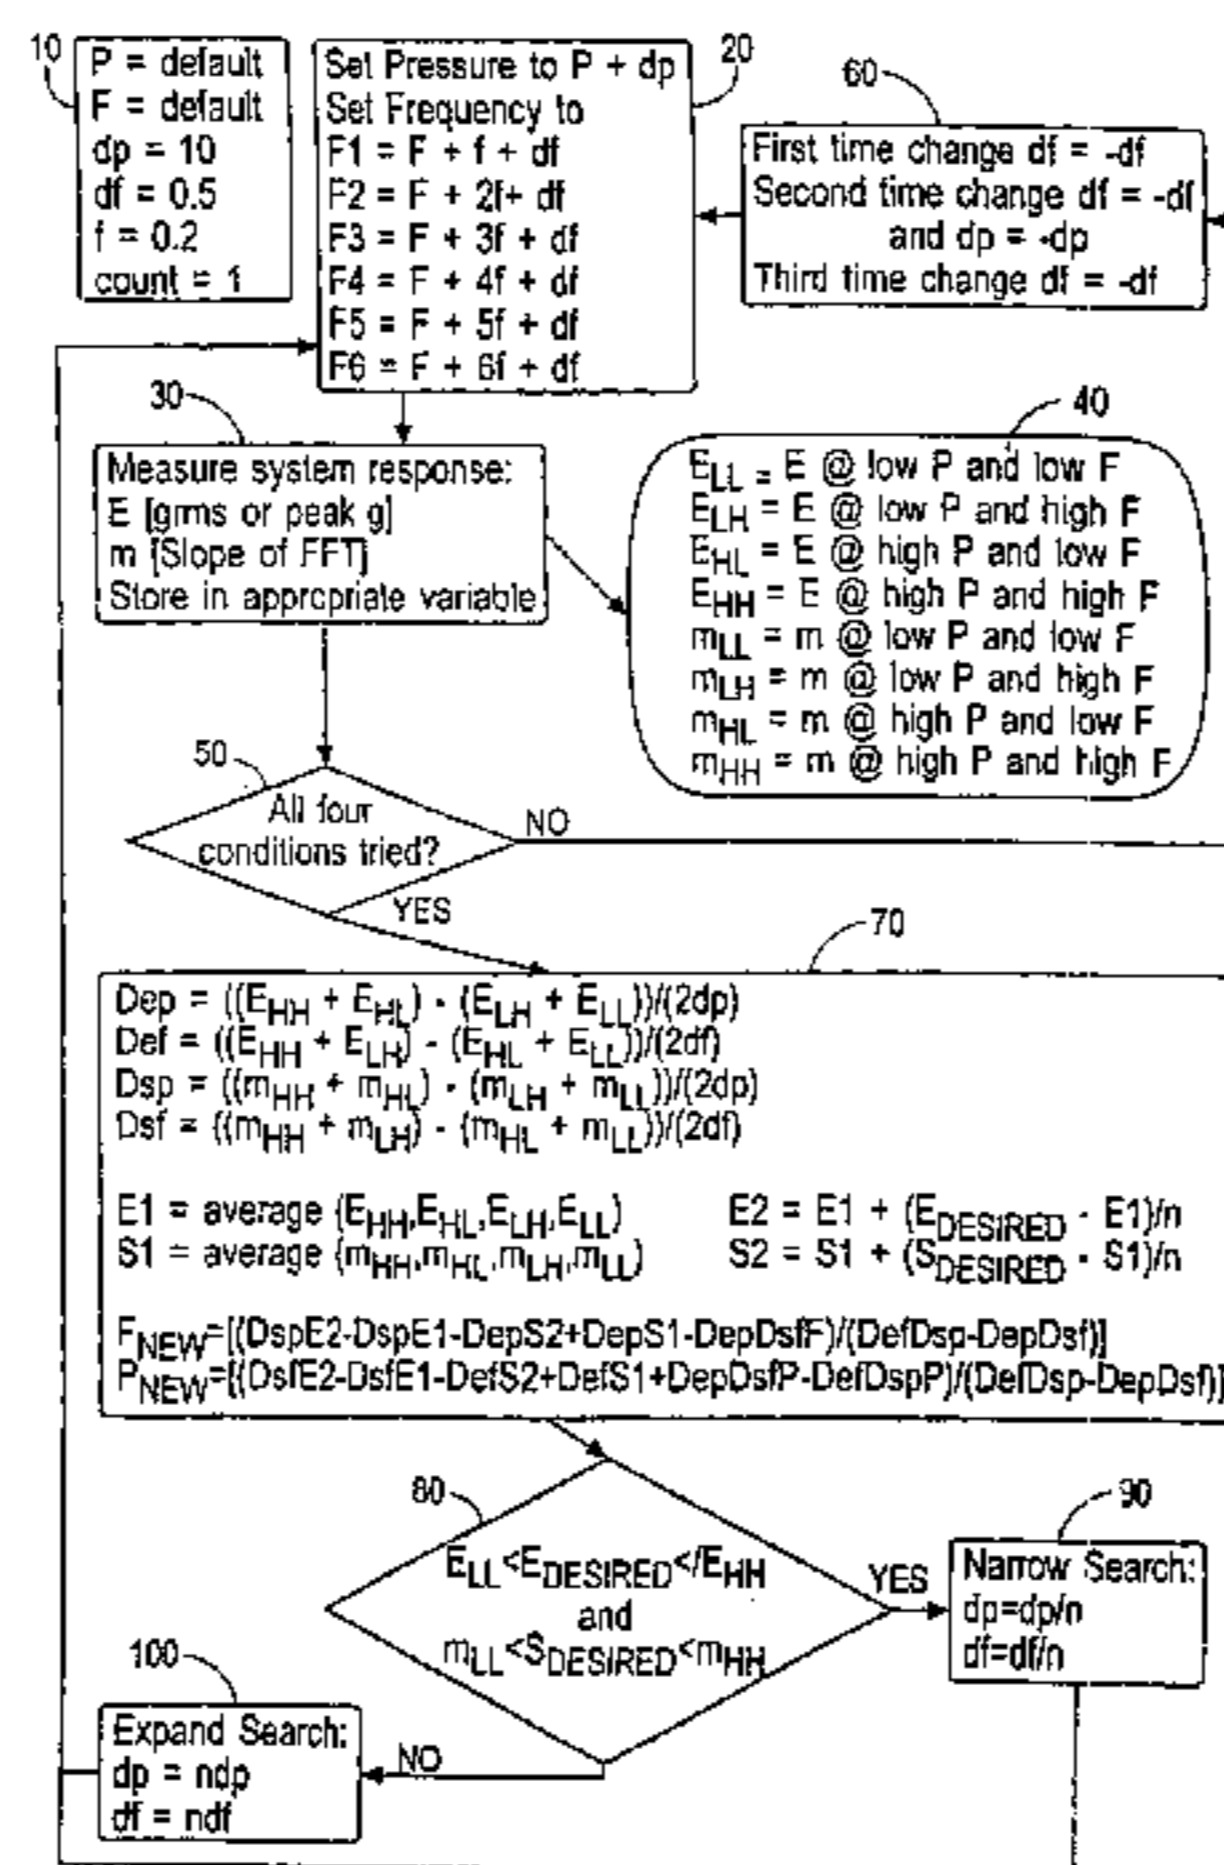 10
P = default
F = default
dp = 10
df = 0.5
f = 0.2
count = 1
20
Set Pressure to P + dp
Set Frequency to
F1 = F + f + df
F2 = F + 2f+ df
F3 = F + 3f + df
F4 = F + 4f + df
F5 = F + 5f + df
F6 = F + 6f + df
60
First time change df = -df
Second time change df = -df
and dp = -dp
Third time change df = -df
30
Measure system response:
E [grms or peak g]
m [Slope of FFT]
Store in appropriate variable
40
E_LL = E @ low P and low F
E_LH = E @ low P and high F
E_HL = E @ high P and low F
E_HH = E @ high P and high F
m_LL = m @ low P and low F
m_LH = m @ low P and high F
m_HL = m @ high P and low F
m_HH = m @ high P and high F
50
All four
conditions tried?
NO
YES
70
Dep = ((E_HH + E_HL) - (E_LH + E_LL))/(2dp)
Def = ((E_HH + E_LH) - (E_HL + E_LL))/(2df)
Dsp = ((m_HH + m_HL) - (m_LH + m_LL))/(2dp)
Dsf = ((m_HH + m_LH) - (m_HL + m_LL))/(2df)
E1 = average (E_HH,E_HL,E_LH,E_LL) E2 = E1 + (E_DESIRED - E1)/n
S1 = average (m_HH,m_HL,m_LH,m_LL) S2 = S1 + (S_DESIRED - S1)/n
F_NEW=[(DspE2-DspE1-DepS2+DepS1-DepDsfF)/(DefDsp-DepDsf)]
P_NEW=[(DsfE2-DsfE1-DefS2+DefS1+DepDsfP-DefDspP)/(DefDsp-DepDsf)]
80
E_LL<E_DESIRED</E_HH
and
m_LL<S_DESIRED<m_HH
YES
90
Narrow Search:
dp=dp/n
df=df/n
100
Expand Search:
dp = ndp
df = ndf
NO